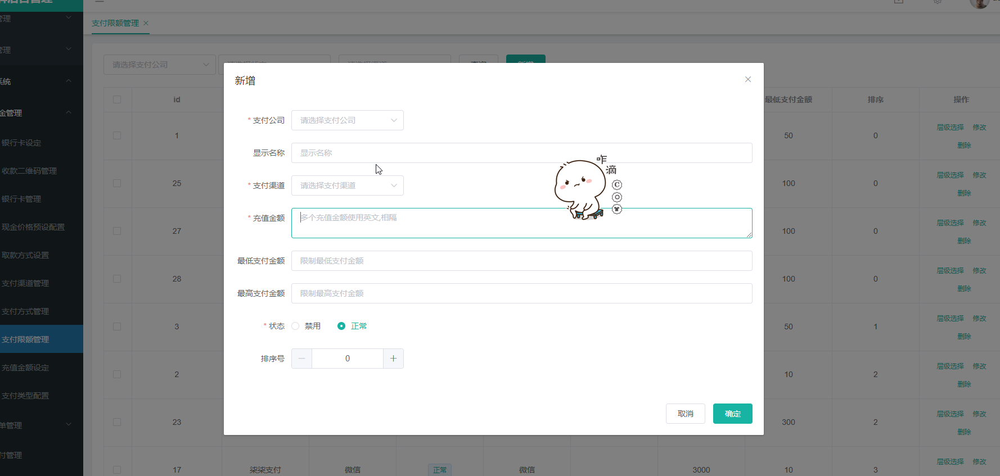 后台管理
管理
支付限额管理 ×
管理
请选择支付公司
新增
系统
id
最低支付金额
排序
操作
金管理
* 支付公司
请选择支付公司
1
50
0
层级选择 修改
删除
银行卡设定
显示名称
显示名称
咋
滴
收款二维码管理
* 支付渠道
请选择支付渠道
C
25
100
0
层级选择 修改
删除
银行卡管理
* 充值金额
多个充值金额使用英文,相隔
现金价格预设配置
27
100
0
层级选择 修改
删除
取款方式设置
最低支付金额
限制最低支付金额
支付渠道管理
28
100
0
层级选择 修改
删除
最高支付金额
限制最高支付金额
支付方式管理
* 状态
禁用
正常
3
50
1
层级选择 修改
删除
支付限额管理
排序号
0
充值金额设定
2
10
2
层级选择 修改
删除
支付类型配置
取消
确定
单管理
23
300
2
层级选择 修改
删除
付管理
17
柒柒支付
微信
正常
微信
3000
10
3
层级选择 修改